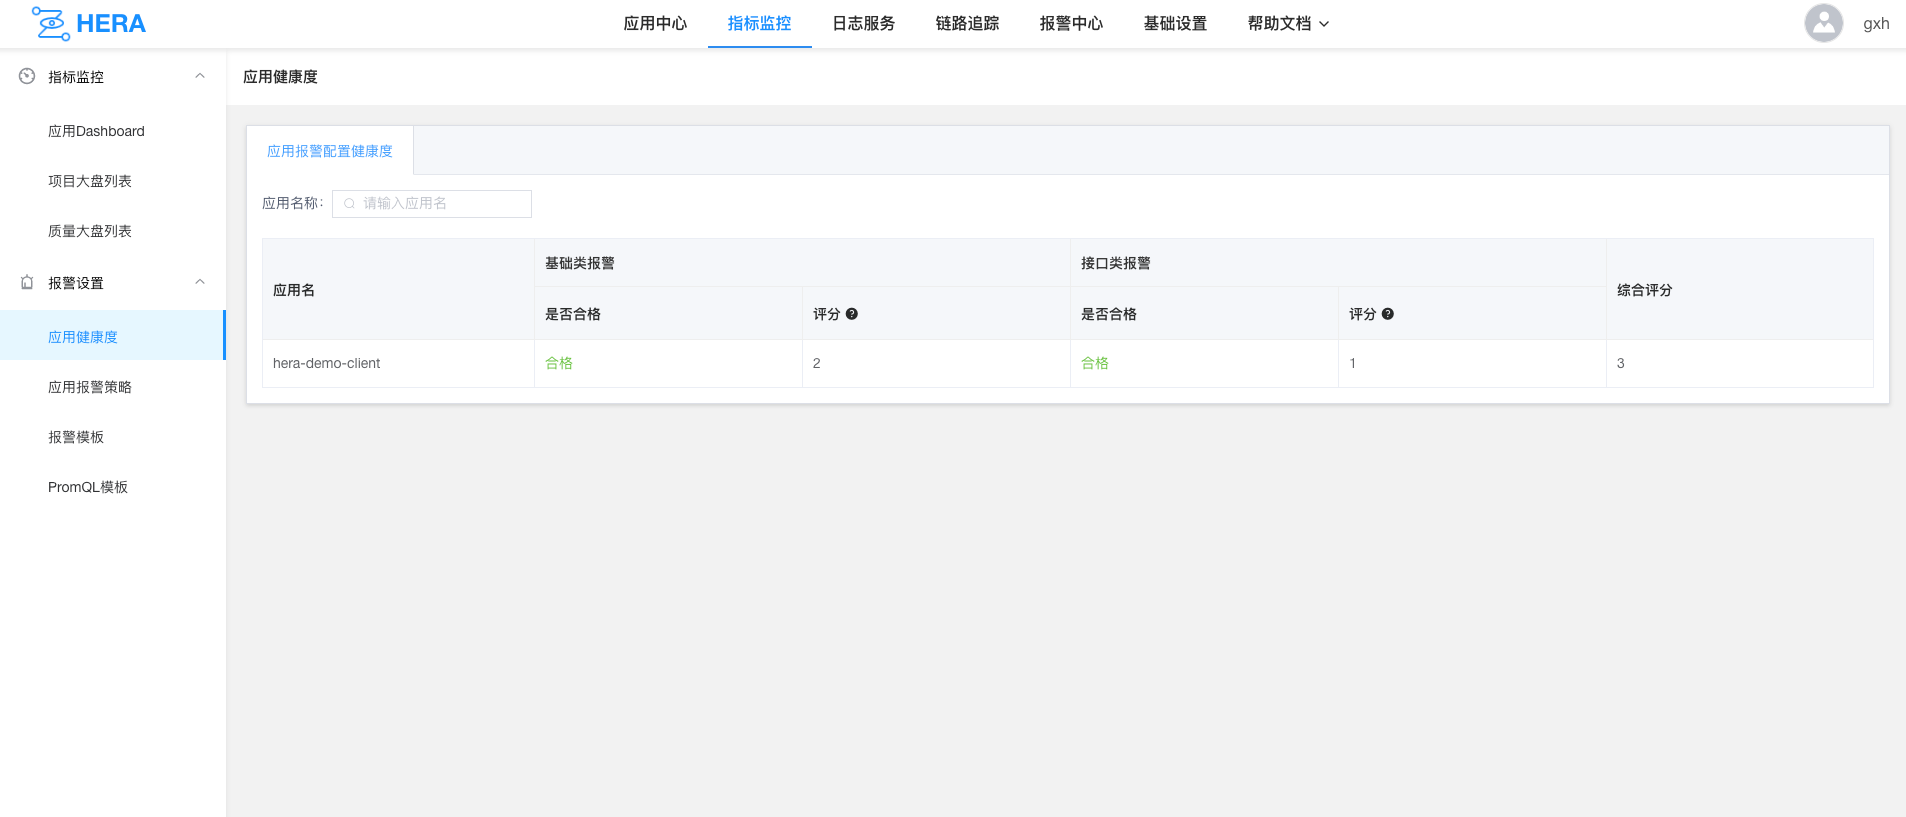 HERA
应用中心 指标监控 日志服务 链路追踪 报警中心 基础设置 帮助文档
gxh
指标监控
应用Dashboard
项目大盘列表
质量大盘列表
报警设置
应用健康度
应用报警策略
报警模板
PromQL模板
应用健康度
应用报警配置健康度
应用名称: 请输入应用名
应用名 基础类报警 接口类报警 综合评分
是否合格 评分 ? 是否合格 评分 ?
hera-demo-client 合格 2 合格 1 3